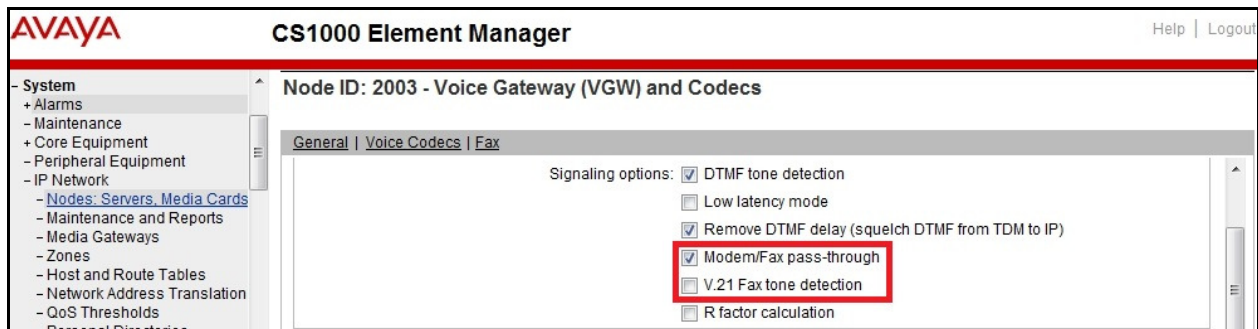 AVAYA
CS1000 Element Manager
Help | Logout
- System
+ Alarms
- Maintenance
+ Core Equipment
- Peripheral Equipment
- IP Network
- Nodes: Servers, Media Cards
- Maintenance and Reports
- Media Gateways
- Zones
- Host and Route Tables
- Network Address Translation
- QoS Thresholds
Node ID: 2003 - Voice Gateway (VGW) and Codecs
General | Voice Codecs | Fax
Signaling options: DTMF tone detection
Low latency mode
Remove DTMF delay (squelch DTMF from TDM to IP)
Modem/Fax pass-through
V.21 Fax tone detection
R factor calculation